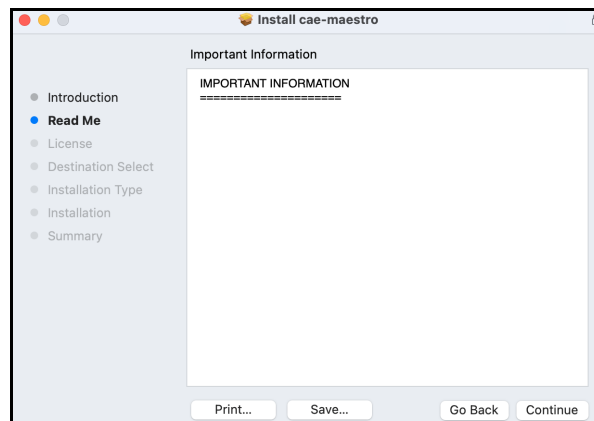 Install cae-maestro
Important Information
Introduction
Read Me
License
Destination Select
Installation Type
Installation
Summary
IMPORTANT INFORMATION
=====================
Print...
Save...
Go Back
Continue